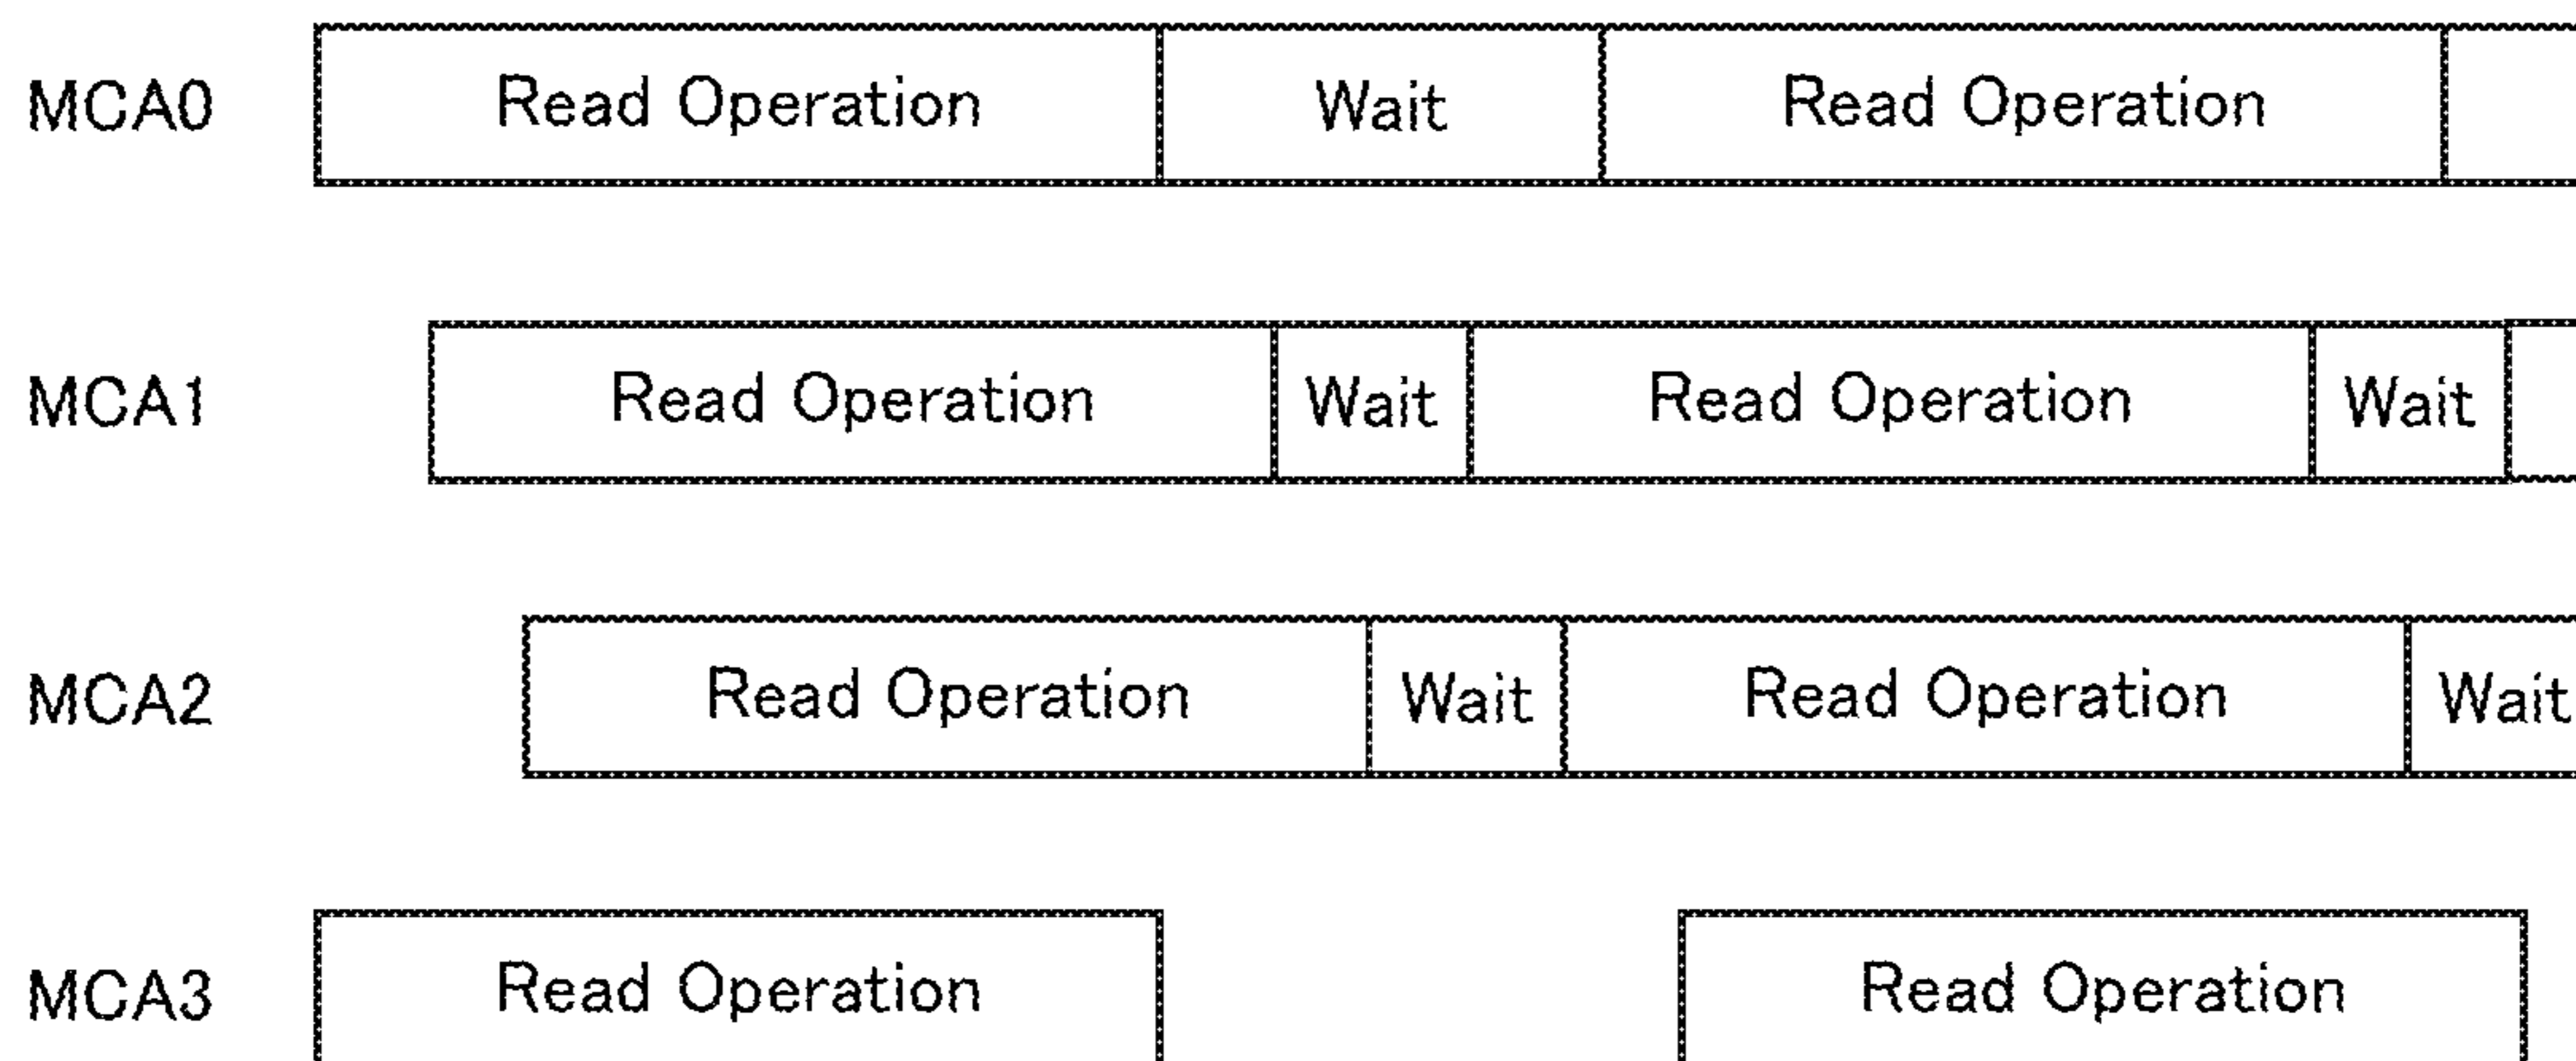 MCA0 Read Operation Wait Read Operation
MCA1 Read Operation Wait Read Operation Wait
MCA2 Read Operation Wait Read Operation Wait
MCA3 Read Operation Read Operation